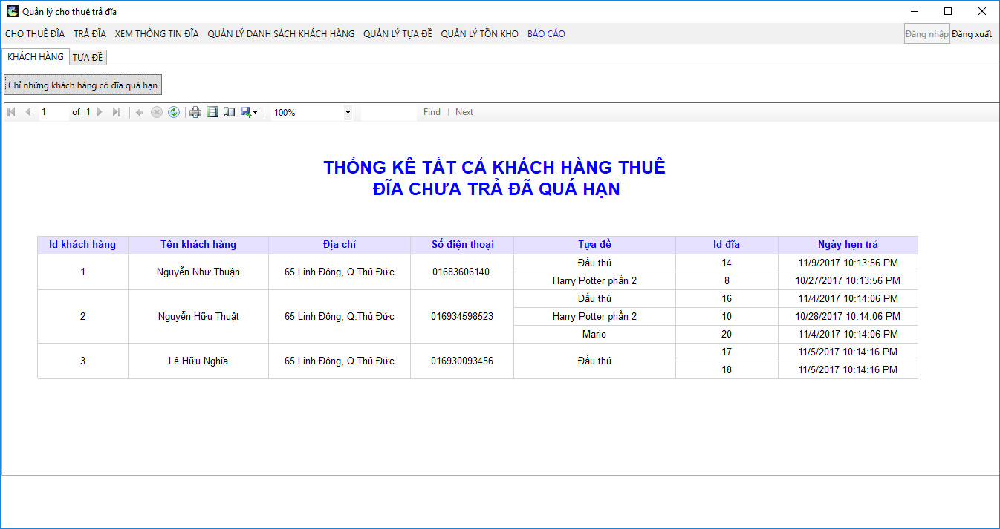 Quản lý cho thuê trả đĩa
CHO THUÊ ĐĨA TRẢ ĐĨA XEM THÔNG TIN ĐĨA QUẢN LÝ DANH SÁCH KHÁCH HÀNG QUẢN LÝ TỰA ĐỀ QUẢN LÝ TỒN KHO BÁO CÁO Đăng nhập Đăng xuất
KHÁCH HÀNG TỰA ĐỀ
Chỉ những khách hàng có đĩa quá hạn
1 of 1 100% Find | Next
THỐNG KÊ TẤT CẢ KHÁCH HÀNG THUÊ
ĐĨA CHƯA TRẢ ĐÃ QUÁ HẠN
Id khách hàng Tên khách hàng Địa chỉ Số điện thoại Tựa đề Id đĩa Ngày hẹn trả
1 Nguyễn Như Thuận 65 Linh Đông, Q.Thủ Đức 01683606140 Đấu thú 14 11/9/2017 10:13:56 PM
Harry Potter phần 2 8 10/27/2017 10:13:56 PM
2 Nguyễn Hữu Thuật 65 Linh Đông, Q.Thủ Đức 016934598523 Đấu thú 16 11/4/2017 10:14:06 PM
Harry Potter phần 2 10 10/28/2017 10:14:06 PM
Mario 20 11/4/2017 10:14:06 PM
3 Lê Hữu Nghĩa 65 Linh Đông, Q.Thủ Đức 016930093456 Đấu thú 17 11/5/2017 10:14:16 PM
18 11/5/2017 10:14:16 PM